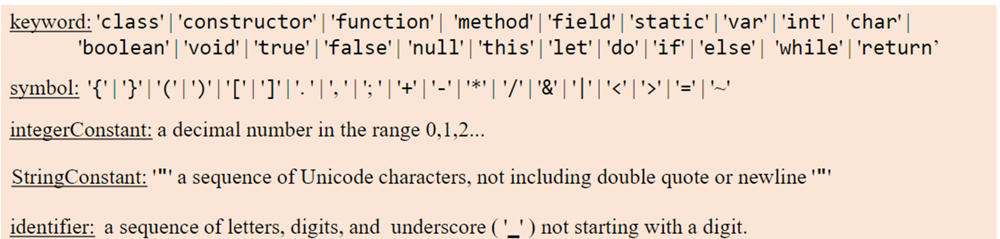 keyword: 'class'|'constructor'|'function'| 'method'|'field'|'static'|'var'|'int'| 'char'|
'boolean'|'void'|'true'|'false'|'null'|'this'|'let'|'do'|'if'|'else'| 'while'|'return’
symbol: '{'|'}'|'('|')'|'['|']'|'. '|', '|'; '|'+'|'-'|'*'| '/'|'&'|'|'|'<'|'>'|'='|'~'
integerConstant: a decimal number in the range 0,1,2...
StringConstant: '"' a sequence of Unicode characters, not including double quote or newline '"'
identifier: a sequence of letters, digits, and underscore ( '_' ) not starting with a digit.